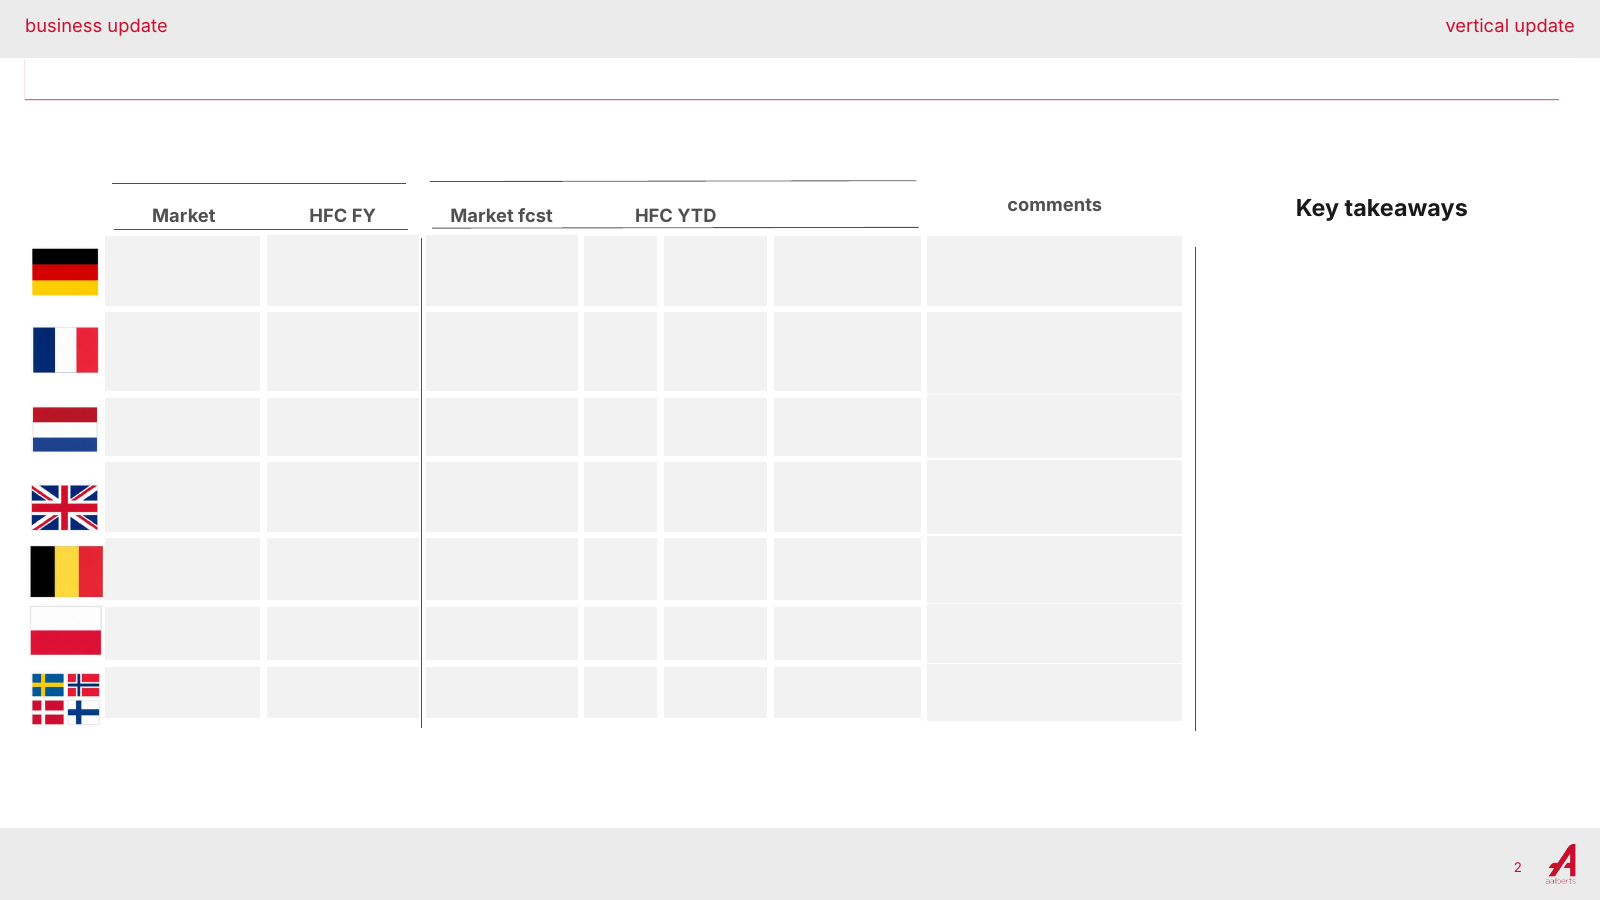 business update
vertical update
Market
HFC FY
Market fcst
HFC YTD
comments
Key takeaways
2
aalberts